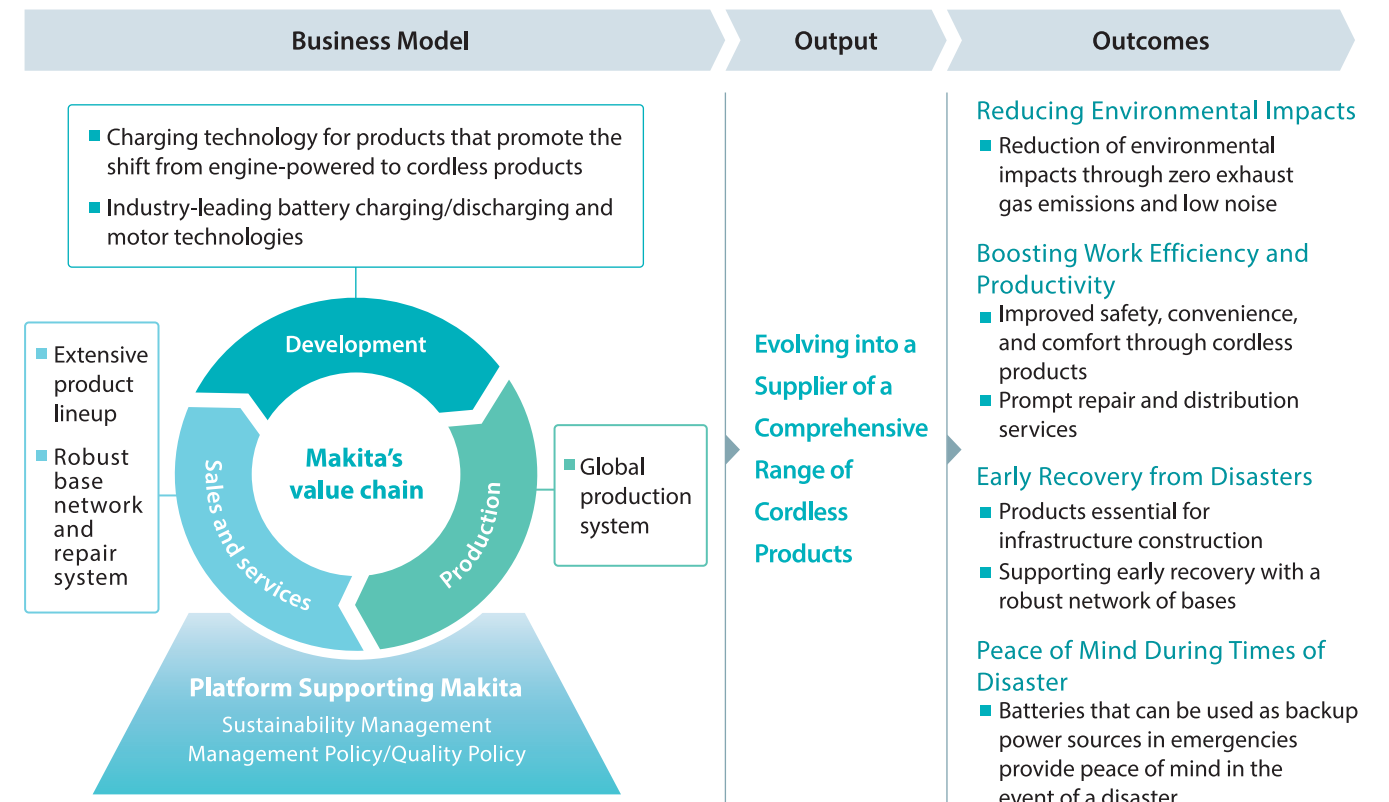 Business Model
Output
Outcomes
■ Charging technology for products that promote the
shift from engine-powered to cordless products
■ Industry-leading battery charging/discharging and
motor technologies
■ Extensive
product
lineup
■ Robust
base
network
and
repair
system
Development
Makita's
value chain
Sales and services
Production
■ Global
production
system
Platform Supporting Makita
Sustainability Management
Management Policy/Quality Policy
Evolving into a
Supplier of a
Comprehensive
Range of
Cordless
Products
Reducing Environmental Impacts
■ Reduction of environmental
impacts through zero exhaust
gas emissions and low noise
Boosting Work Efficiency and
Productivity
■ Improved safety, convenience,
and comfort through cordless
products
■ Prompt repair and distribution
services
Early Recovery from Disasters
■ Products essential for
infrastructure construction
■ Supporting early recovery with a
robust network of bases
Peace of Mind During Times of
Disaster
■ Batteries that can be used as backup
power sources in emergencies
provide peace of mind in the
event of a disaster